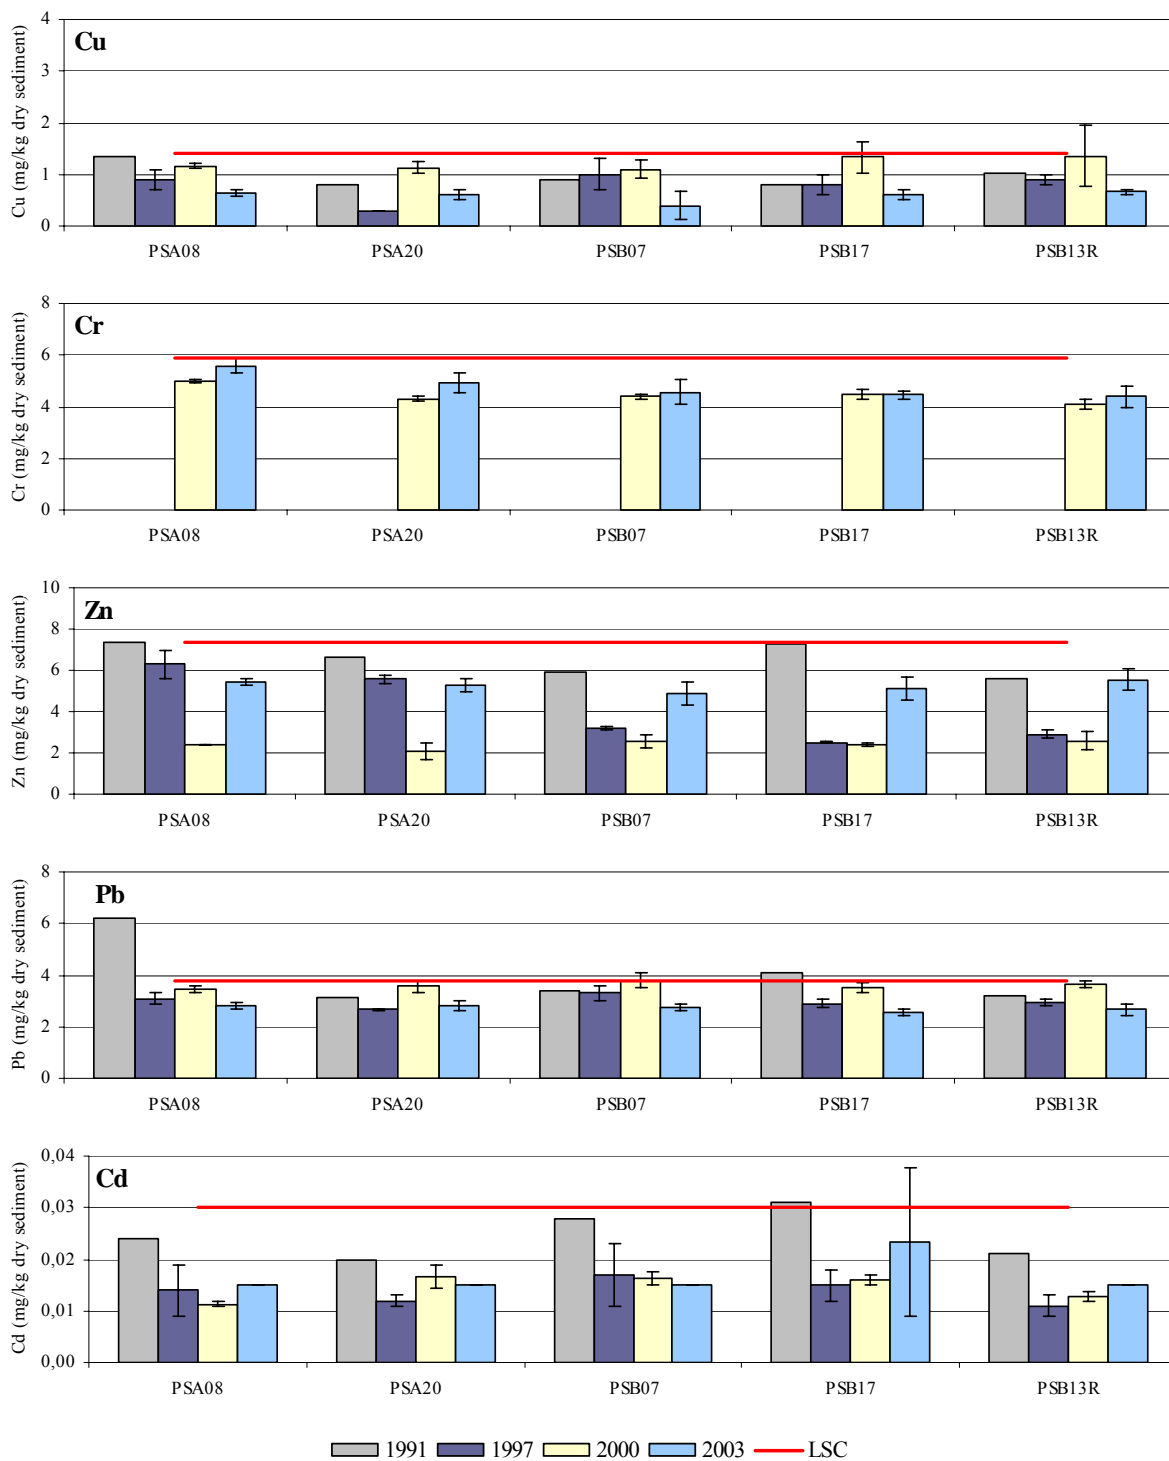 Cu
Cu (mg/kg dry sediment)
4
3
2
1
0
PSA08 PSA20 PSB07 PSB17 PSB13R
Cr
Cr (mg/kg dry sediment)
8
6
4
2
0
PSA08 PSA20 PSB07 PSB17 PSB13R
Zn
Zn (mg/kg dry sediment)
10
8
6
4
2
0
PSA08 PSA20 PSB07 PSB17 PSB13R
Pb
Pb (mg/kg dry sediment)
8
6
4
2
0
PSA08 PSA20 PSB07 PSB17 PSB13R
Cd
Cd (mg/kg dry sediment)
0,04
0,03
0,02
0,01
0,00
PSA08 PSA20 PSB07 PSB17 PSB13R
1991 1997 2000 2003 LSC